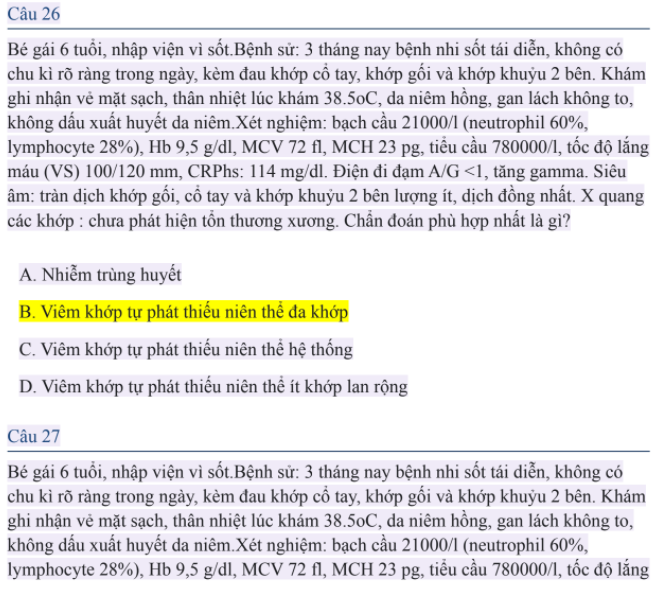 Câu 26
Bé gái 6 tuổi, nhập viện vì sốt.Bệnh sử: 3 tháng nay bệnh nhi sốt tái diễn, không có
chu kì rõ ràng trong ngày, kèm đau khớp cổ tay, khớp gối và khớp khuỷu 2 bên. Khám
ghi nhận vẻ mặt sạch, thân nhiệt lúc khám 38.5oC, da niêm hồng, gan lách không to,
không dấu xuất huyết da niêm.Xét nghiệm: bạch cầu 21000/l (neutrophil 60%,
lymphocyte 28%), Hb 9,5 g/dl, MCV 72 fl, MCH 23 pg, tiểu cầu 780000/l, tốc độ lắng
máu (VS) 100/120 mm, CRPhs: 114 mg/dl. Điện di đạm A/G <1, tăng gamma. Siêu
âm: tràn dịch khớp gối, cổ tay và khớp khuỷu 2 bên lượng ít, dịch đồng nhất. X quang
các khớp : chưa phát hiện tổn thương xương. Chẩn đoán phù hợp nhất là gì?
A. Nhiễm trùng huyết
B. Viêm khớp tự phát thiếu niên thể đa khớp
C. Viêm khớp tự phát thiếu niên thể hệ thống
D. Viêm khớp tự phát thiếu niên thể ít khớp lan rộng
Câu 27
Bé gái 6 tuổi, nhập viện vì sốt.Bệnh sử: 3 tháng nay bệnh nhi sốt tái diễn, không có
chu kì rõ ràng trong ngày, kèm đau khớp cổ tay, khớp gối và khớp khuỷu 2 bên. Khám
ghi nhận vẻ mặt sạch, thân nhiệt lúc khám 38.5oC, da niêm hồng, gan lách không to,
không dấu xuất huyết da niêm.Xét nghiệm: bạch cầu 21000/l (neutrophil 60%,
lymphocyte 28%), Hb 9,5 g/dl, MCV 72 fl, MCH 23 pg, tiểu cầu 780000/l, tốc độ lắng